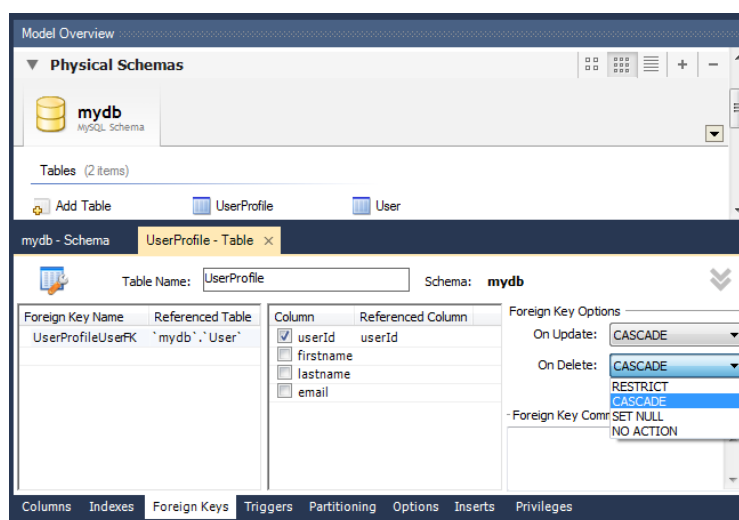 Model Overview
Physical Schemas
mydb
MySQL Schema
Tables (2 items)
Add Table UserProfile User
mydb - Schema UserProfile - Table
Table Name: UserProfile Schema: mydb
Foreign Key Name Referenced Table
UserProfileUserFK `mydb`.`User`
Column Referenced Column
userId userId
firstname
lastname
email
Foreign Key Options
On Update: CASCADE
On Delete: CASCADE
RESTRICT
CASCADE
SET NULL
NO ACTION
Foreign Key Comm
Columns Indexes Foreign Keys Triggers Partitioning Options Inserts Privileges